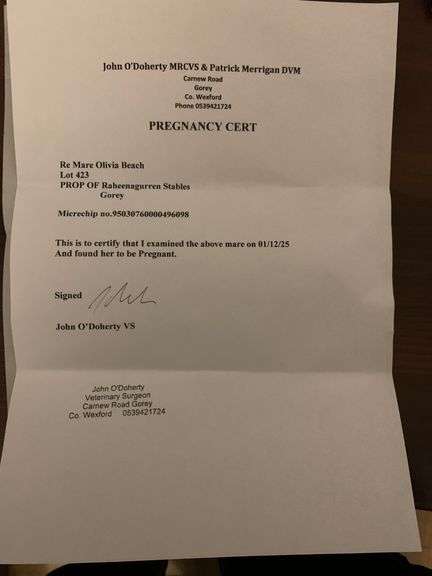 John O'Doherty MRCVS & Patrick Merrigan DVM
Carnew Road
Gorey
Co. Wexford
Phone 0539421724
PREGNANCY CERT
Re Mare Olivia Beach
Lot 423
PROP OF Raheenagurren Stables
Gorey
Microchip no.95030760000496098
This is to certify that I examined the above mare on 01/12/25
And found her to be Pregnant.
Signed
John O'Doherty VS
John O'Doherty
Veterinary Surgeon
Carnew Road Gorey
Co. Wexford 0539421724